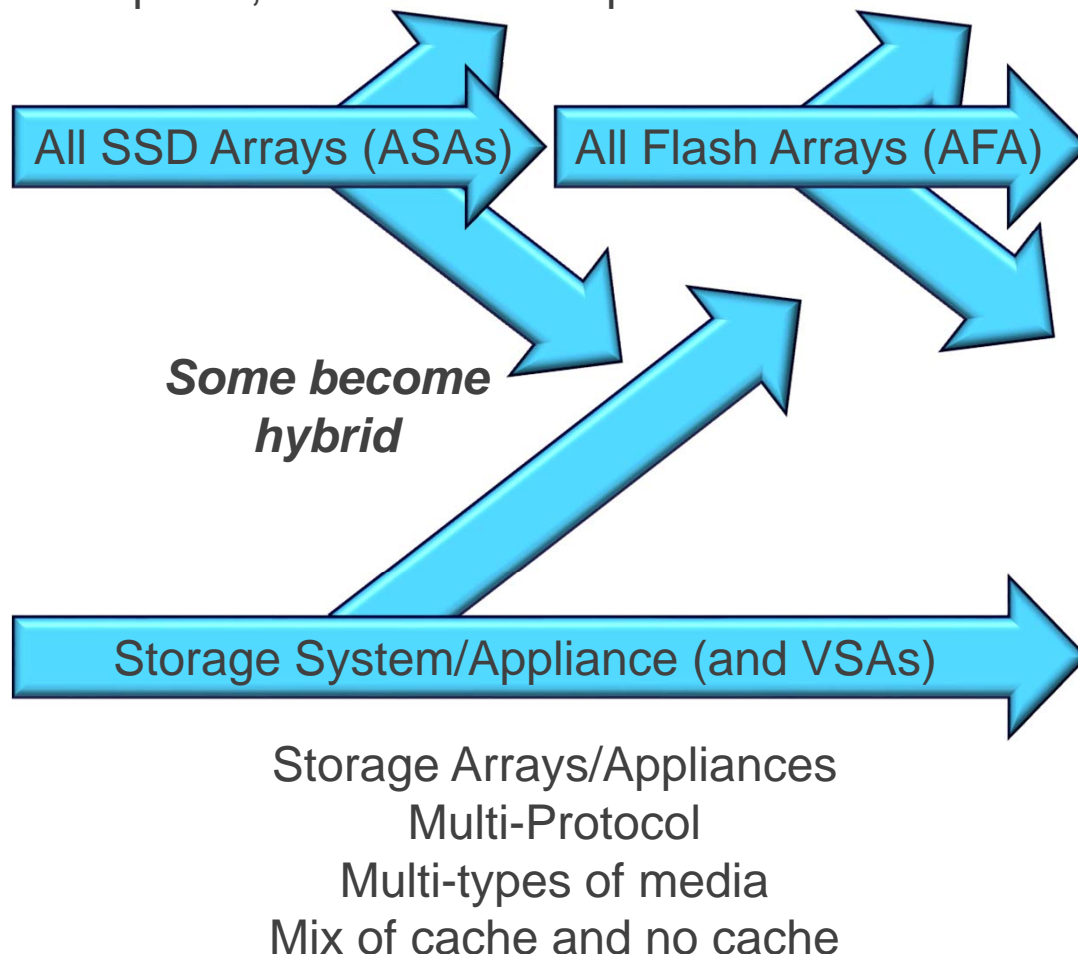 All SSD Arrays (ASAs)
All Flash Arrays (AFA)
Some become
hybrid
Storage System/Appliance (and VSAs)
Storage Arrays/Appliances
Multi-Protocol
Multi-types of media
Mix of cache and no cache